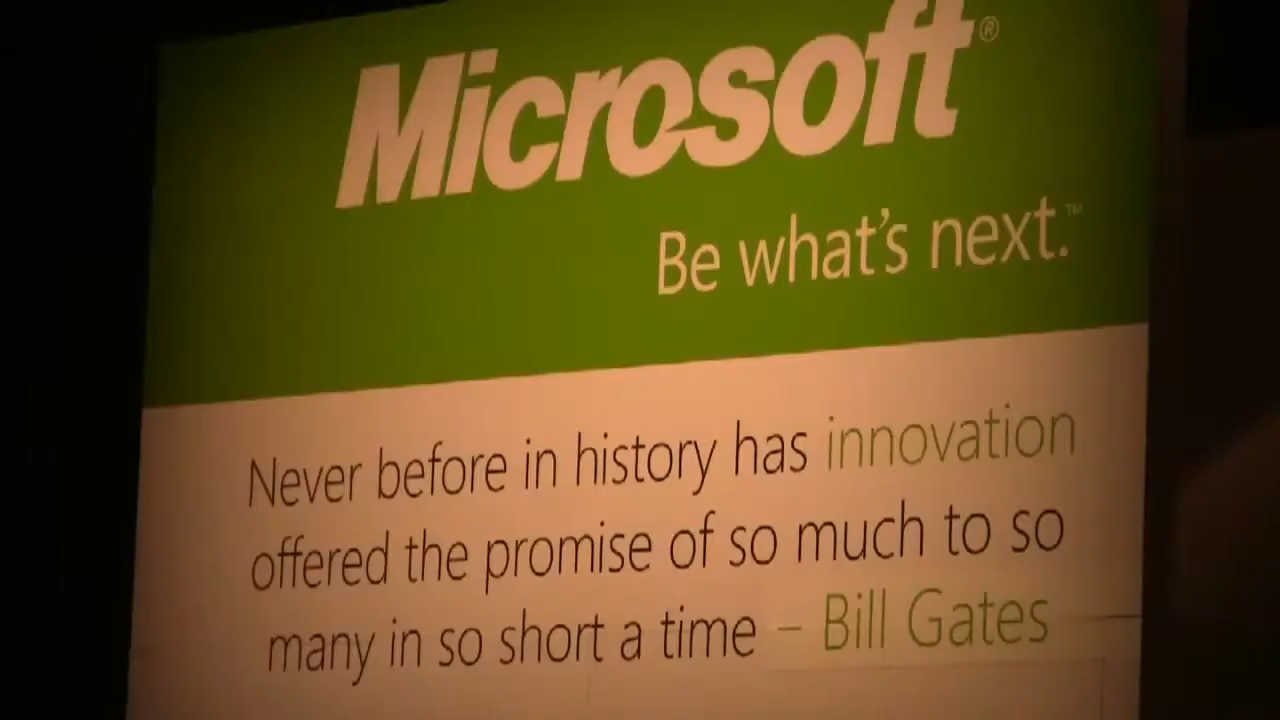 Microsoft®
Be what's next.™
Never before in history has innovation
offered the promise of so much to so
many in so short a time – Bill Gates